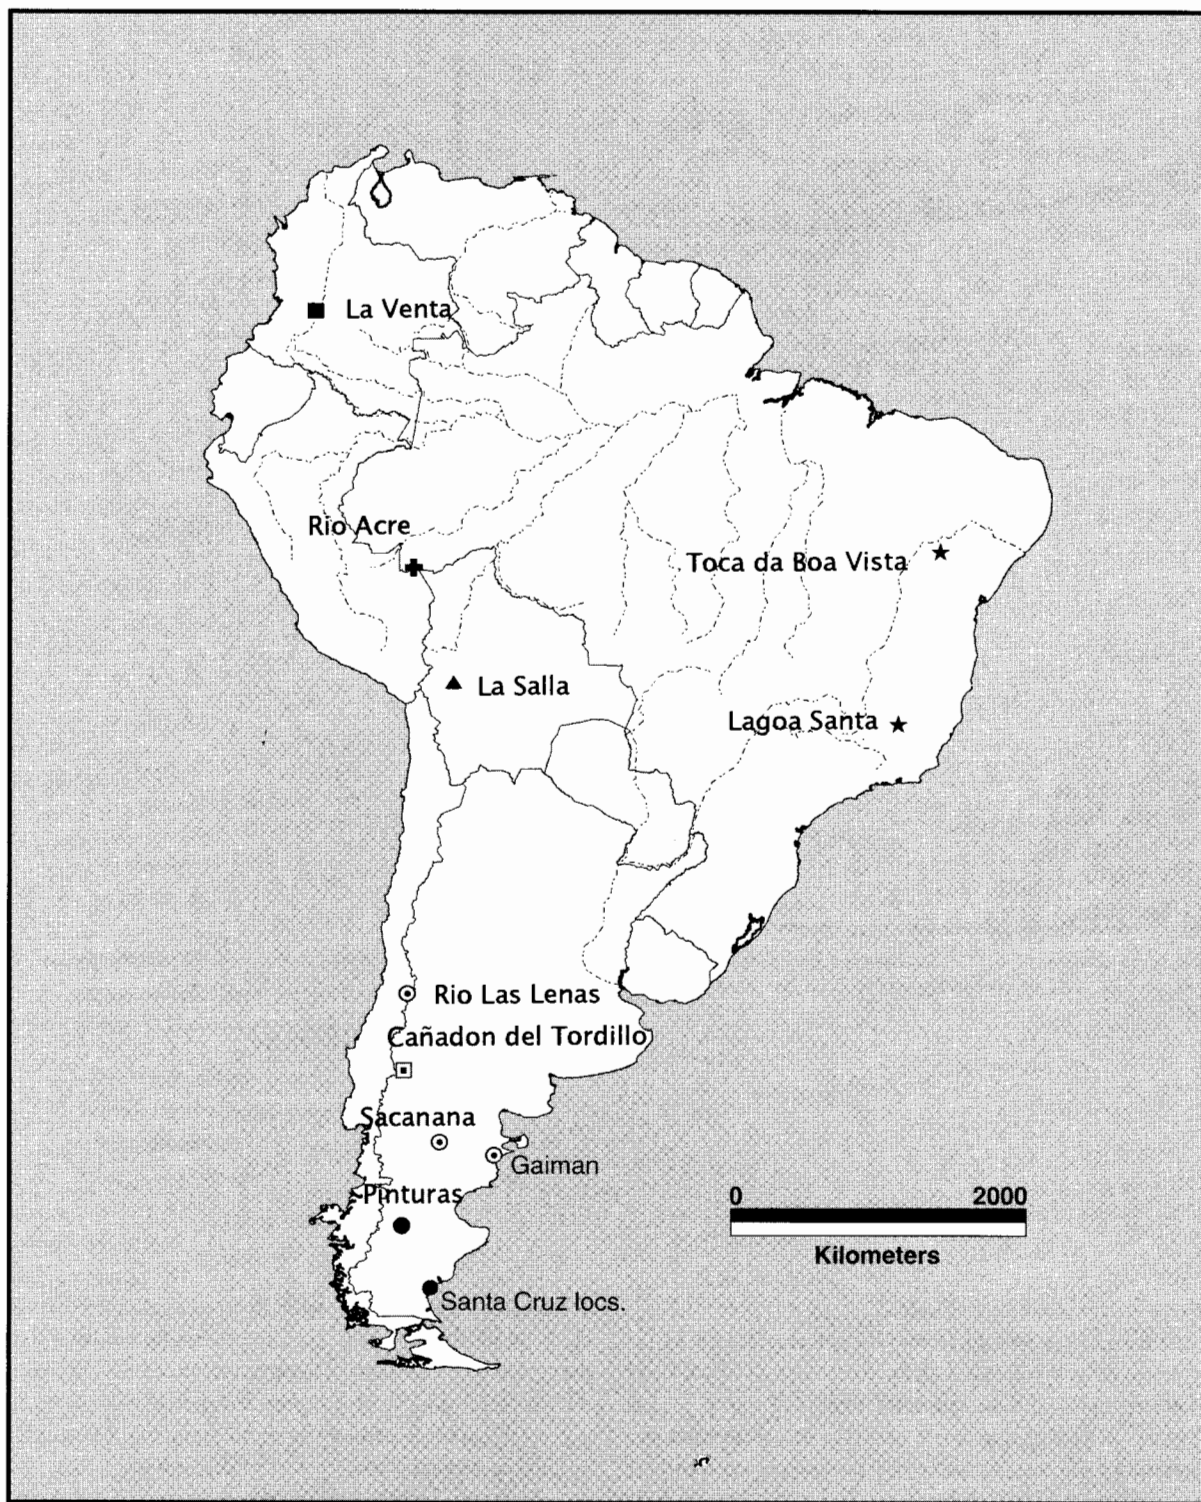 La Venta
Rio Acre
Toca da Boa Vista
La Salla
Lagoa Santa
Rio Las Lenas
Cañadon del Tordillo
Sacanana
Gaiman
Pinturas
0 2000
Kilometers
Santa Cruz locs.